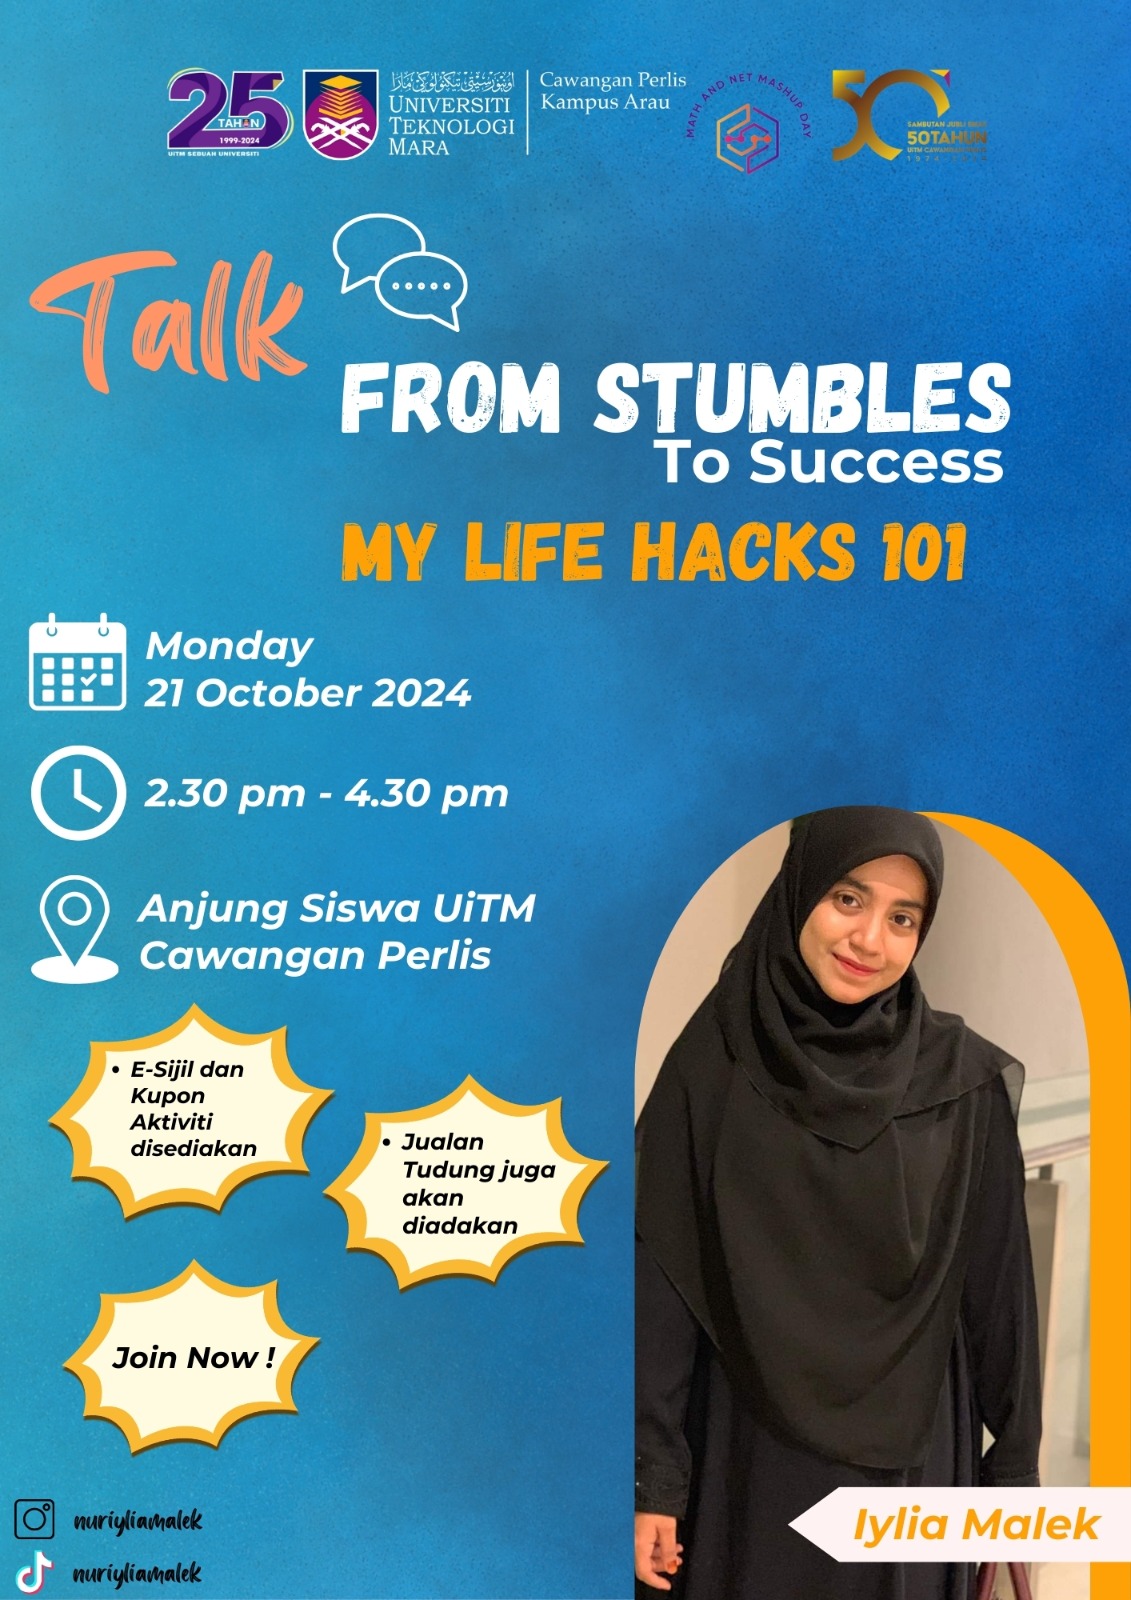 25
TAHUN
1999-2024
UiTM SEBUAH UNIVERSITI
UNIVERSITI
TEKNOLOGI
MARA
Cawangan Perlis
Kampus Arau
MATH AND NET MASHUP DAY
50
50TAHUN
Talk
FROM STUMBLES
To Success
MY LIFE HACKS 101
Monday
21 October 2024
2.30 pm - 4.30 pm
Anjung Siswa UiTM
Cawangan Perlis
• E-Sijil dan
Kupon
Aktiviti
disediakan
• Jualan
Tudung juga
akan
diadakan
Join Now !
nuriyliamalek
nuriyliamalek
Iylia Malek